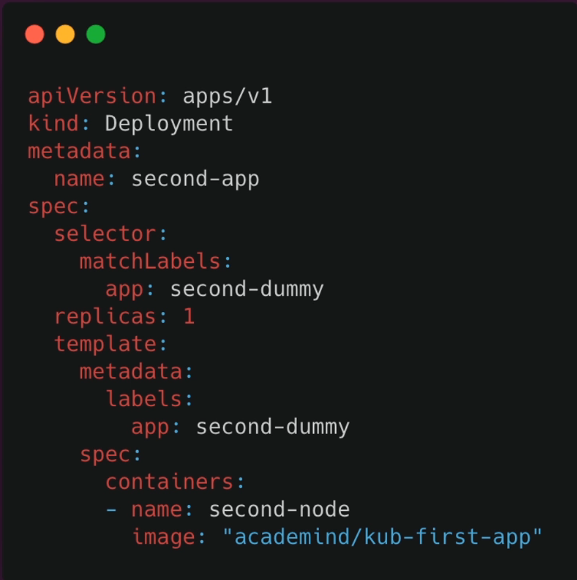 apiVersion: apps/v1
kind: Deployment
metadata:
  name: second-app
spec:
  selector:
    matchLabels:
      app: second-dummy
  replicas: 1
  template:
    metadata:
      labels:
        app: second-dummy
    spec:
      containers:
      - name: second-node
        image: "academind/kub-first-app"